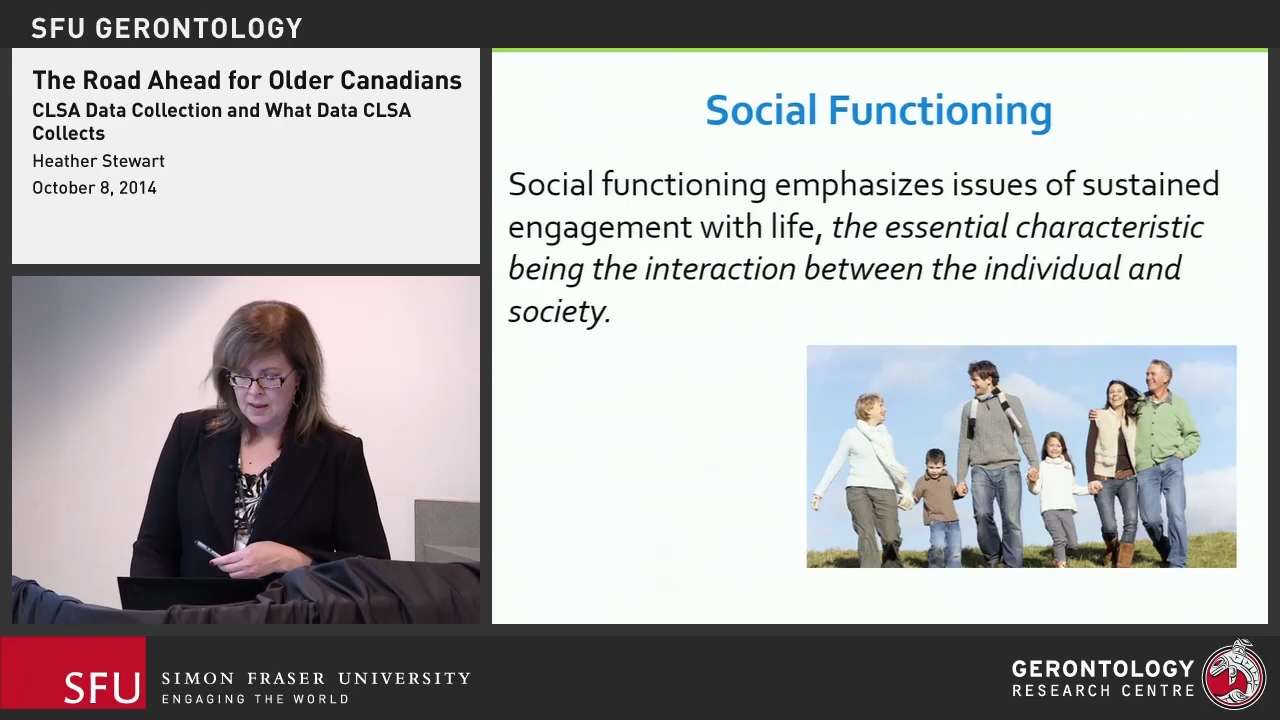 SFU GERONTOLOGY
The Road Ahead for Older Canadians
CLSA Data Collection and What Data CLSA
Collects
Heather Stewart
October 8, 2014
Social Functioning
Social functioning emphasizes issues of sustained
engagement with life, the essential characteristic
being the interaction between the individual and
society.
SFU
SIMON FRASER UNIVERSITY
ENGAGING THE WORLD
GERONTOLOGY
RESEARCH CENTRE